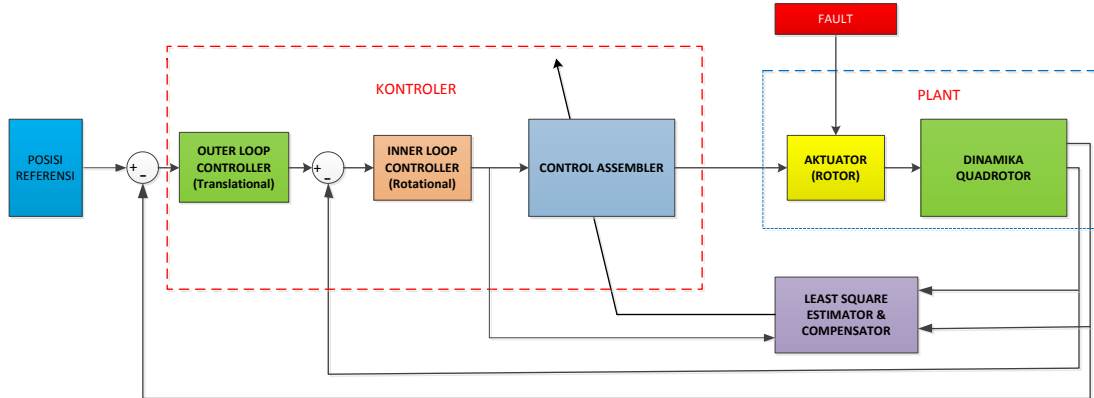 FAULT
KONTROLER
PLANT
POSISI
REFERENSI
+
-
OUTER LOOP
CONTROLLER
(Translational)
+
-
INNER LOOP
CONTROLLER
(Rotational)
CONTROL ASSEMBLER
AKTUATOR
(ROTOR)
DINAMIKA
QUADROTOR
LEAST SQUARE
ESTIMATOR &
COMPENSATOR